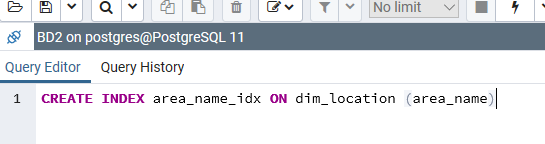 No limit
BD2 on postgres@PostgreSQL 11
Query Editor Query History
1 CREATE INDEX area_name_idx ON dim_location (area_name)